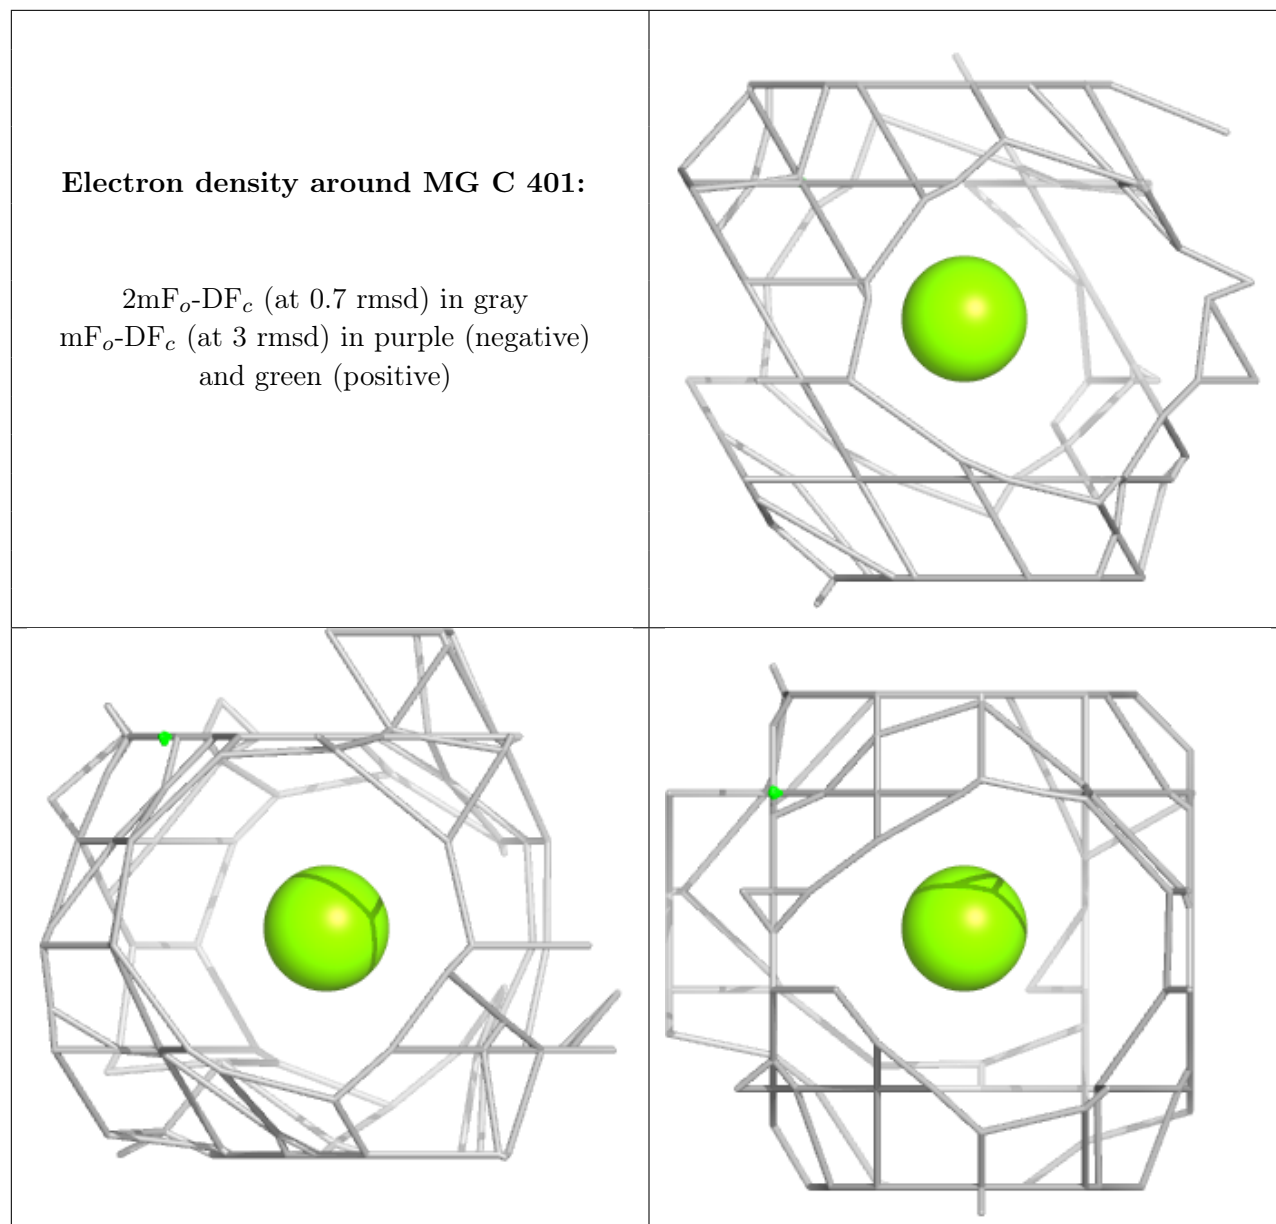 Electron density around MG C 401:
2mFo-DFc (at 0.7 rmsd) in gray
mFo-DFc (at 3 rmsd) in purple (negative)
and green (positive)